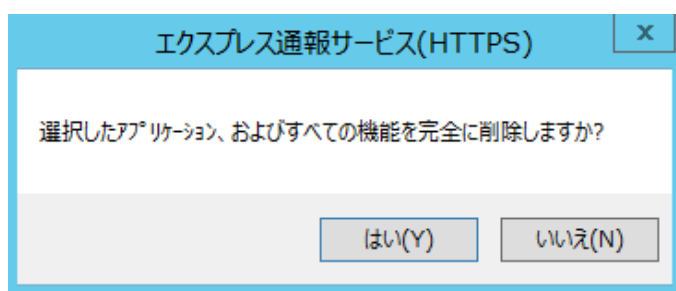 エクスプレス通報サービス(HTTPS)
x
選択したｱﾌﾟﾘｹｰｼｮﾝ、およびすべての機能を完全に削除しますか?
はい(Y)
いいえ(N)